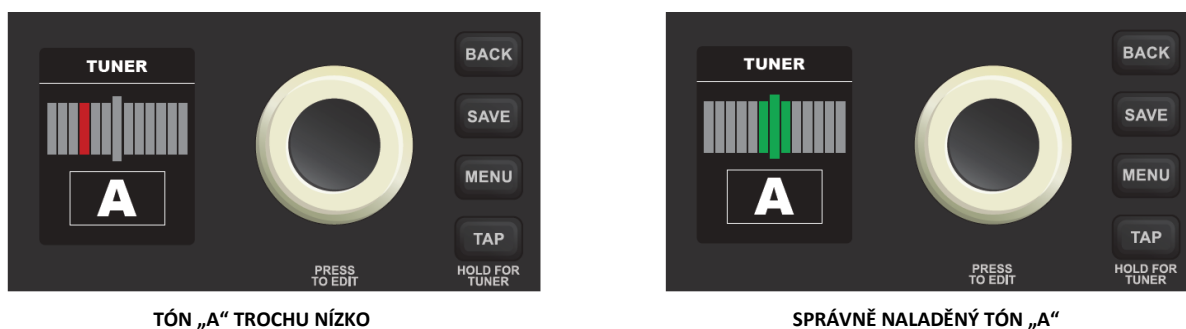 TUNER
A
BACK
SAVE
MENU
TAP
PRESS
TO EDIT
HOLD FOR
TUNER
TÓN „A“ TROCHU NÍZKO
TUNER
A
BACK
SAVE
MENU
TAP
PRESS
TO EDIT
HOLD FOR
TUNER
SPRÁVNĚ NALADĚNÝ TÓN „A“